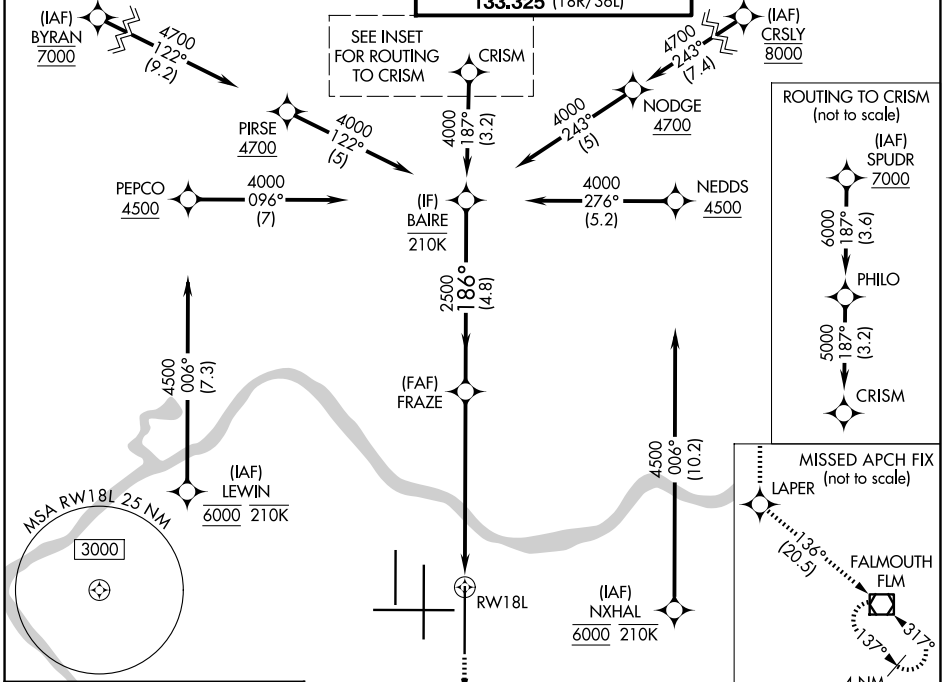 133.325 (18R/36L)
(IAF)
BYRAN
7000
4700
122°
(9.2)
SEE INSET
FOR ROUTING
TO CRISM
CRISM
4700
243°
(7.4)
(IAF)
CRSLY
8000
PIRSE
4700
4000
122°
(5)
4000
187°
(3.2)
4000
243°
(5)
NODGE
4700
ROUTING TO CRISM
(not to scale)
(IAF)
SPUDR
7000
6000
187°
(3.6)
PHILO
5000
187°
(3.2)
CRISM
PEPCO
4500
4000
096°
(7)
(IF)
BAIRE
210K
4000
276°
(5.2)
NEDDS
4500
2500
186°
(4.8)
4500
006°
(7.3)
(FAF)
FRAZE
4500
006°
(10.2)
(IAF)
LEWIN
6000 210K
MSA RW18L 25 NM
3000
RW18L
(IAF)
NXHAL
6000 210K
MISSED APCH FIX
(not to scale)
LAPER
136°
(20.5)
FALMOUTH
FLM
317°
137°
4 NM